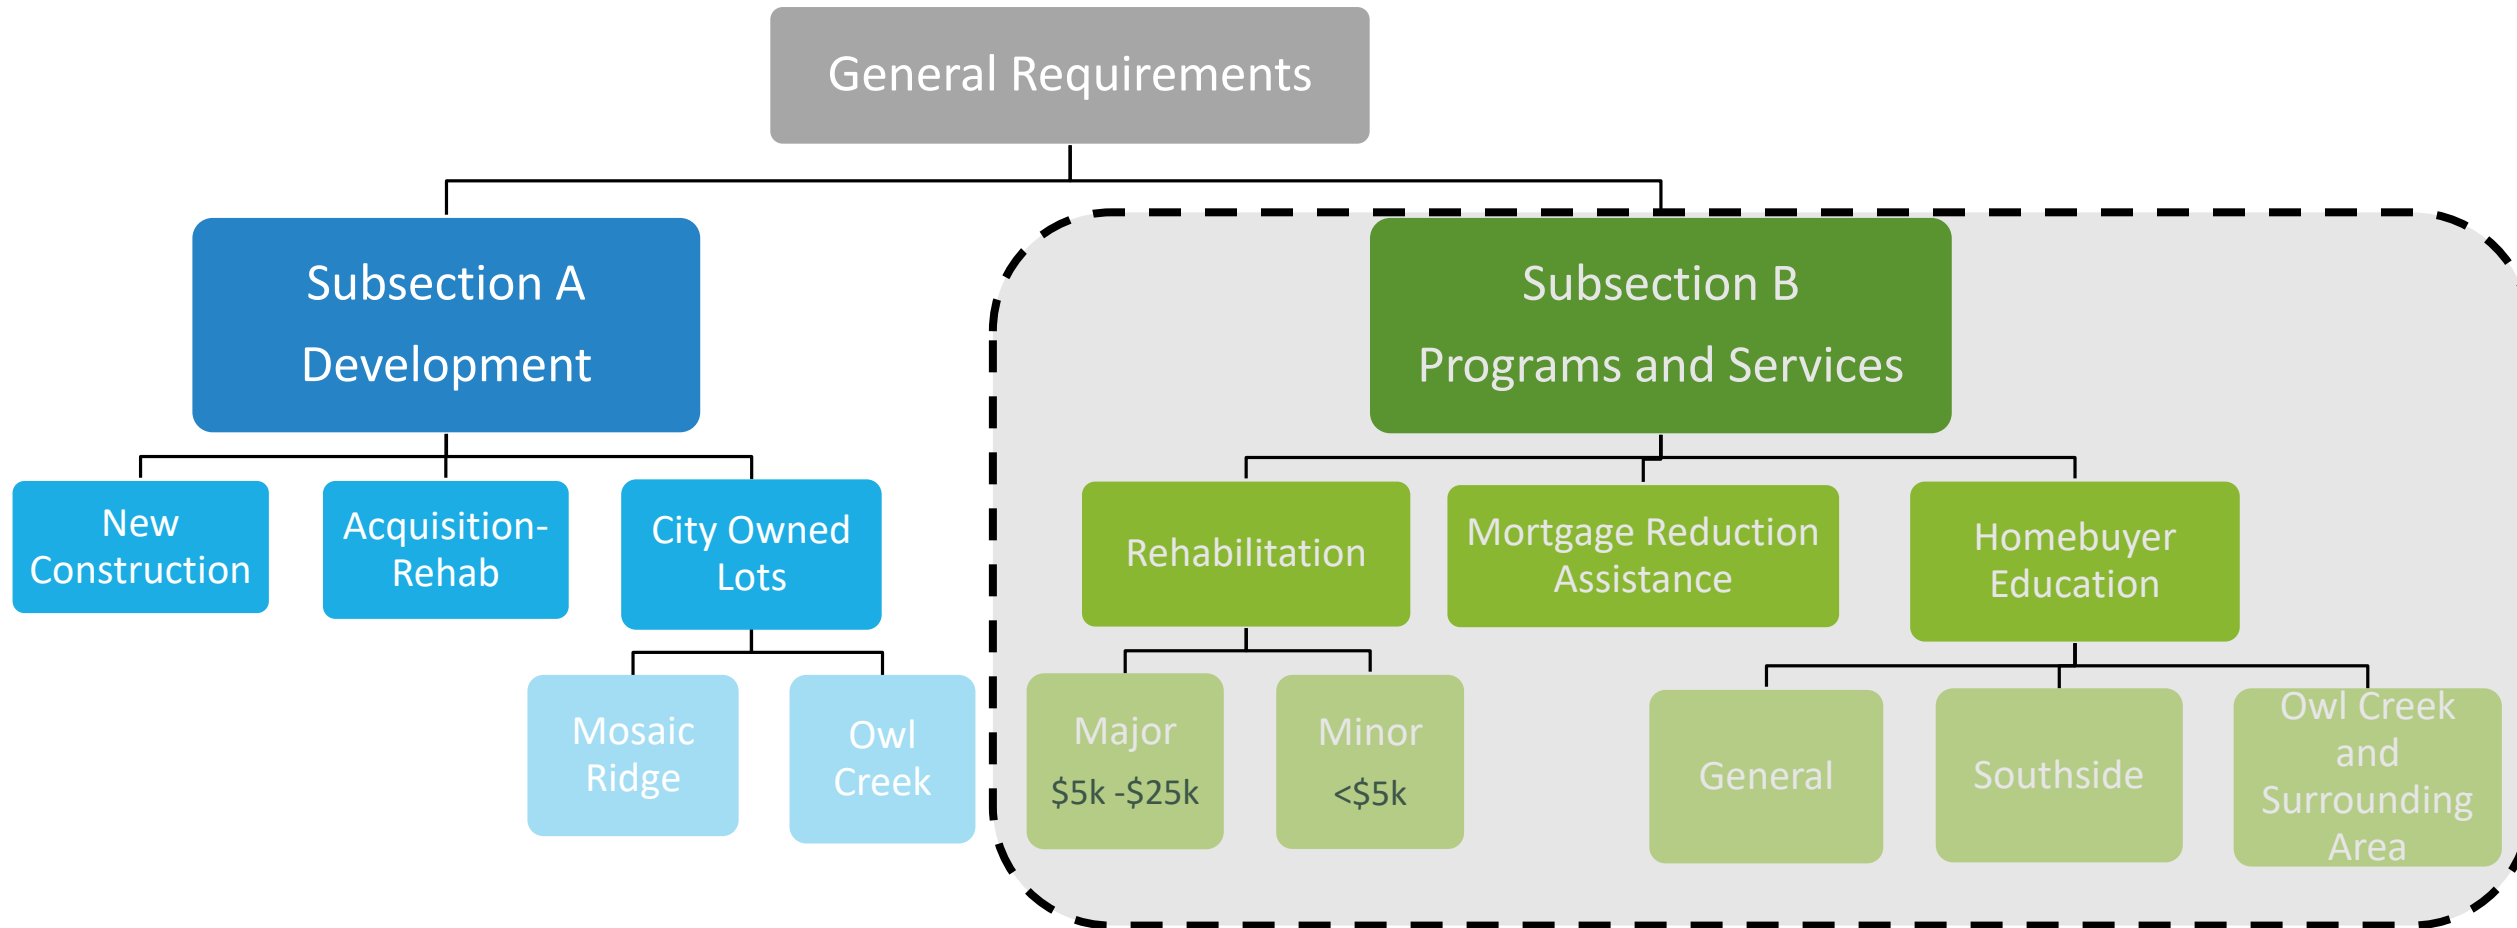 General Requirements
Subsection A
Development
Subsection B
Programs and Services
New
Construction
Acquisition-
Rehab
City Owned
Lots
Rehabilitation
Mortgage Reduction
Assistance
Homebuyer
Education
Mosaic
Ridge
Owl
Creek
Major
$5k -$25k
Minor
<$5k
General
Southside
Owl Creek
and
Surrounding
Area